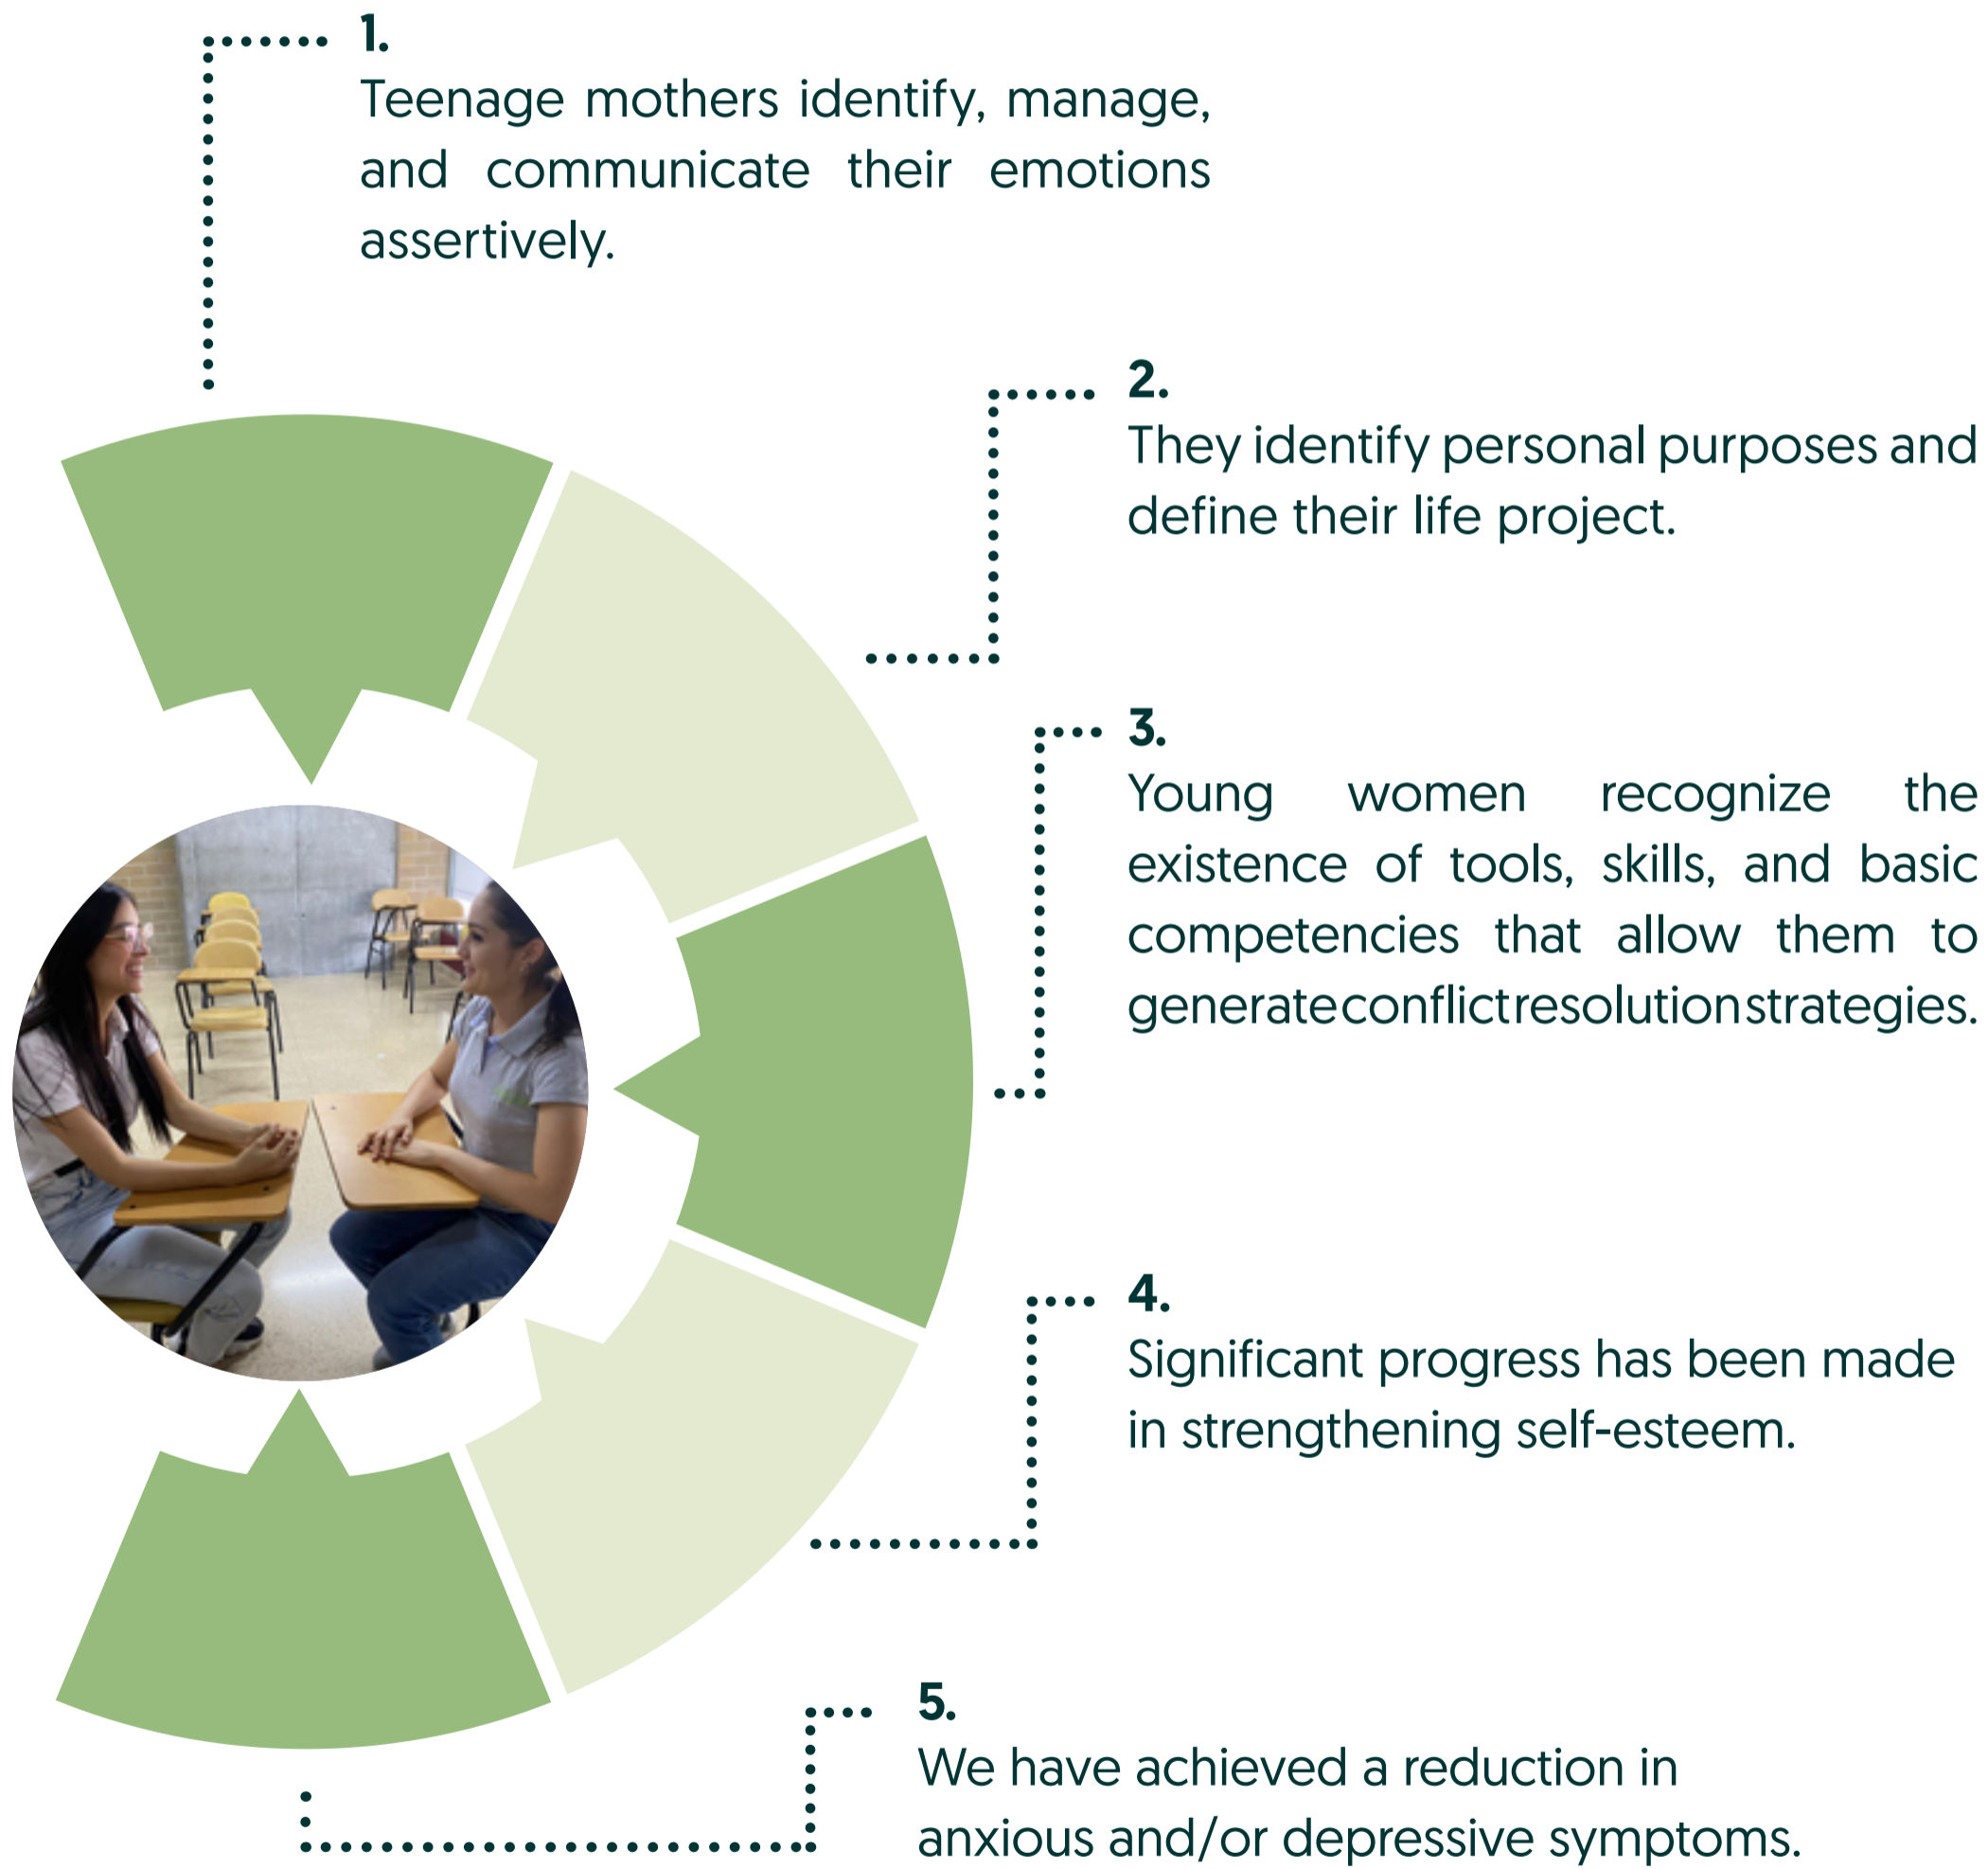 1.
Teenage mothers identify, manage,
and communicate their emotions
assertively.
2.
They identify personal purposes and
define their life project.
3.
Young women recognize the
existence of tools, skills, and basic
competencies that allow them to
generateconflictresolutionstrategies.
4.
Significant progress has been made
in strengthening self-esteem.
5.
We have achieved a reduction in
anxious and/or depressive symptoms.